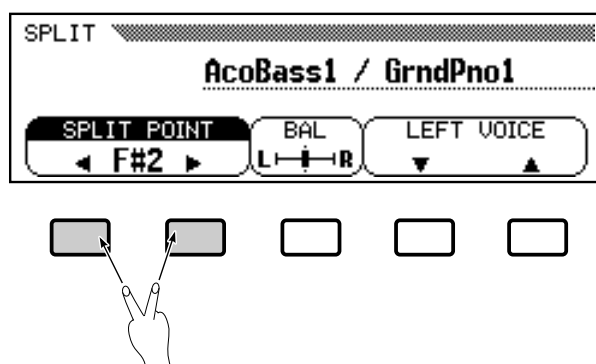 SPLIT
AcoBass1 / GrndPno1
SPLIT POINT BAL LEFT VOICE
◀ F#2 ▶ L R ▼ ▲